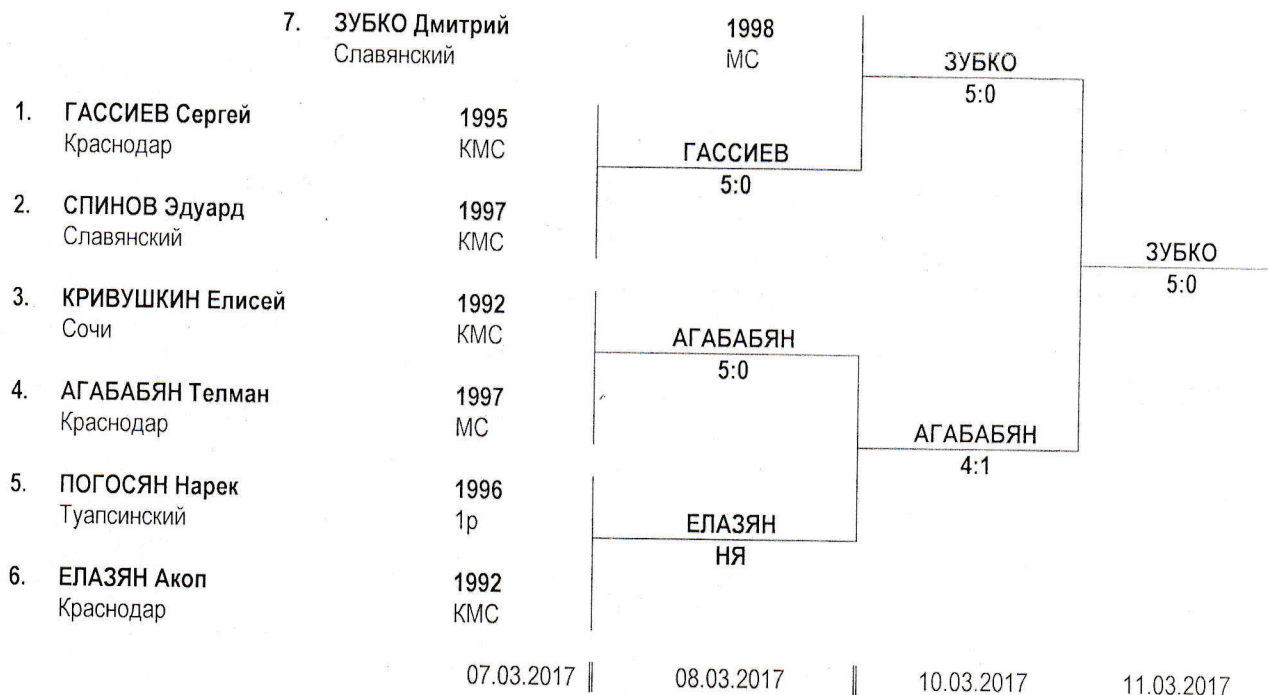 7. ЗУБКО Дмитрий 1998
Славянский МС
ЗУБКО
5:0
1. ГАССИЕВ Сергей 1995
Краснодар КМС
ГАССИЕВ
5:0
2. СПИНОВ Эдуард 1997
Славянский КМС
ЗУБКО
5:0
3. КРИВУШКИН Елисей 1992
Сочи КМС
АГАБАБЯН
5:0
4. АГАБАБЯН Телман 1997
Краснодар МС
АГАБАБЯН
4:1
5. ПОГОСЯН Нарек 1996
Туапсинский 1р
ЕЛАЗЯН
НЯ
6. ЕЛАЗЯН Акоп 1992
Краснодар КМС
07.03.2017 08.03.2017 10.03.2017 11.03.2017